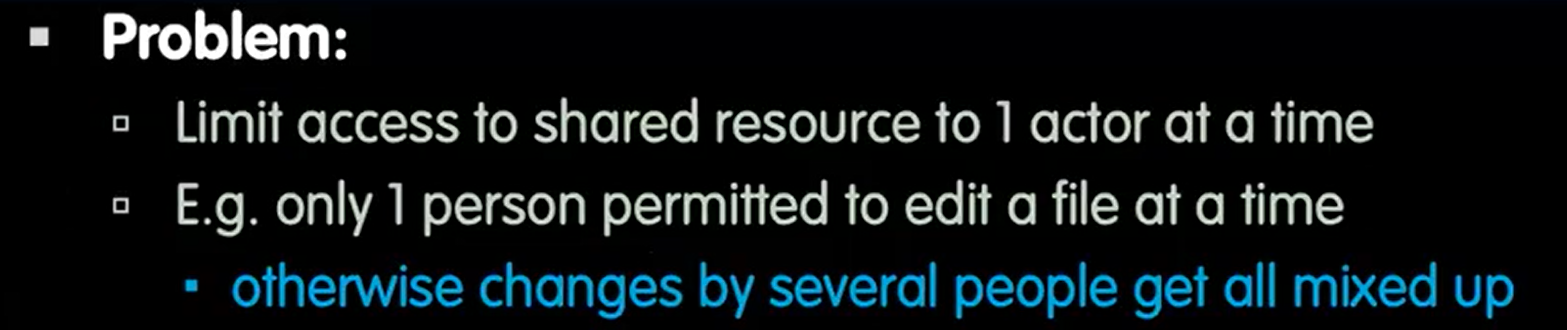 Problem:
Limit access to shared resource to 1 actor at a time
E.g. only 1 person permitted to edit a file at a time
otherwise changes by several people get all mixed up